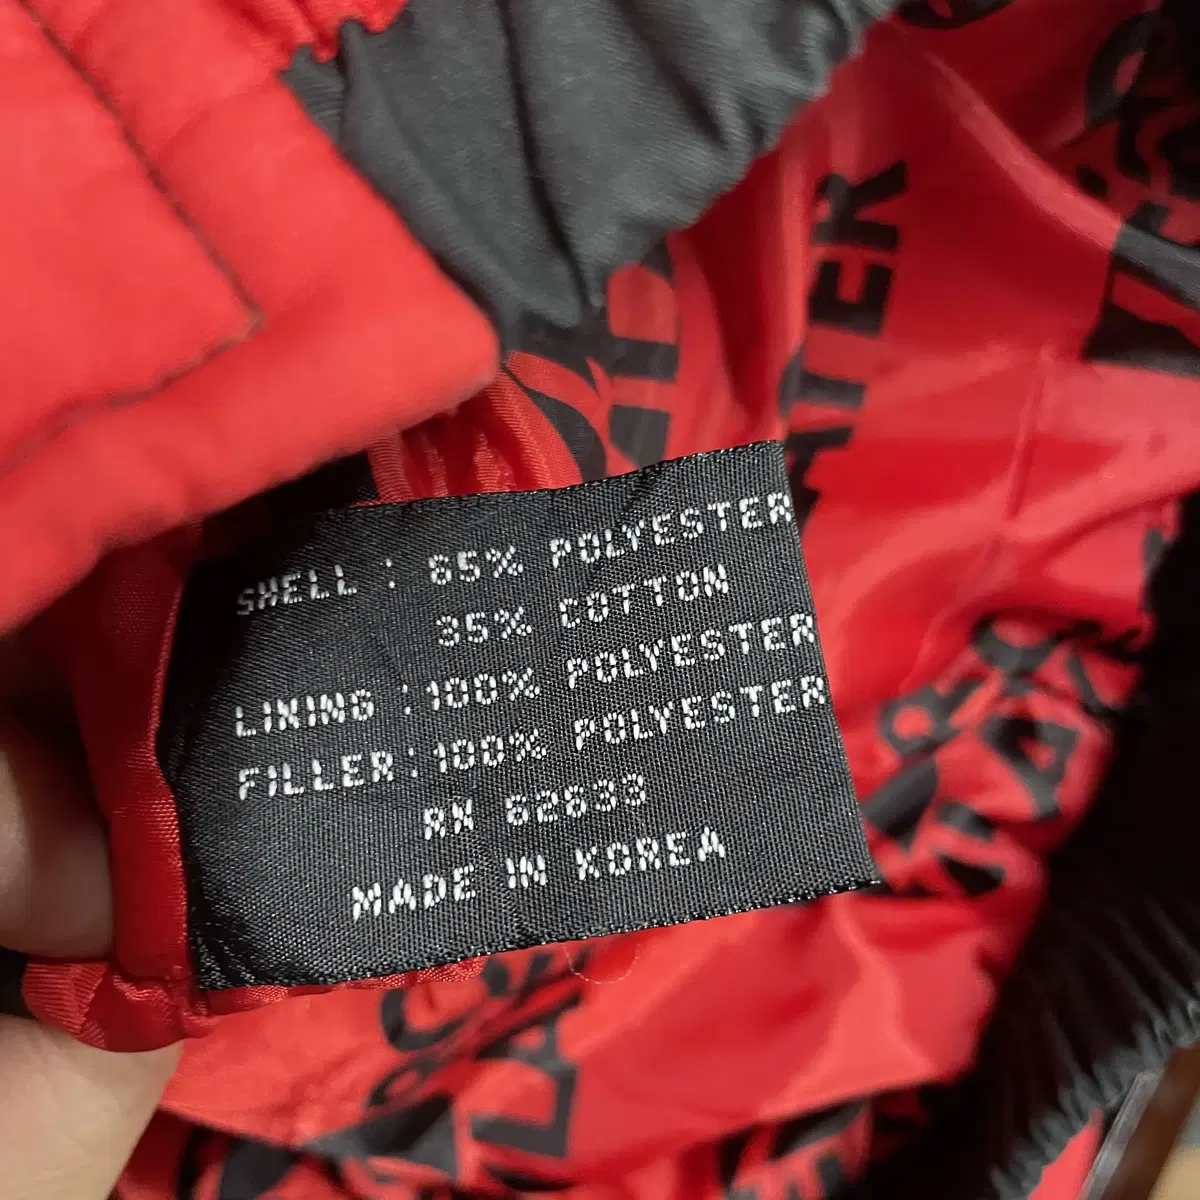 SHELL : 65% POLYESTER
35% COTTON
LINING :100% POLYESTER
FILLER:100% POLYESTER
RN 62633
MADE IN KOREA